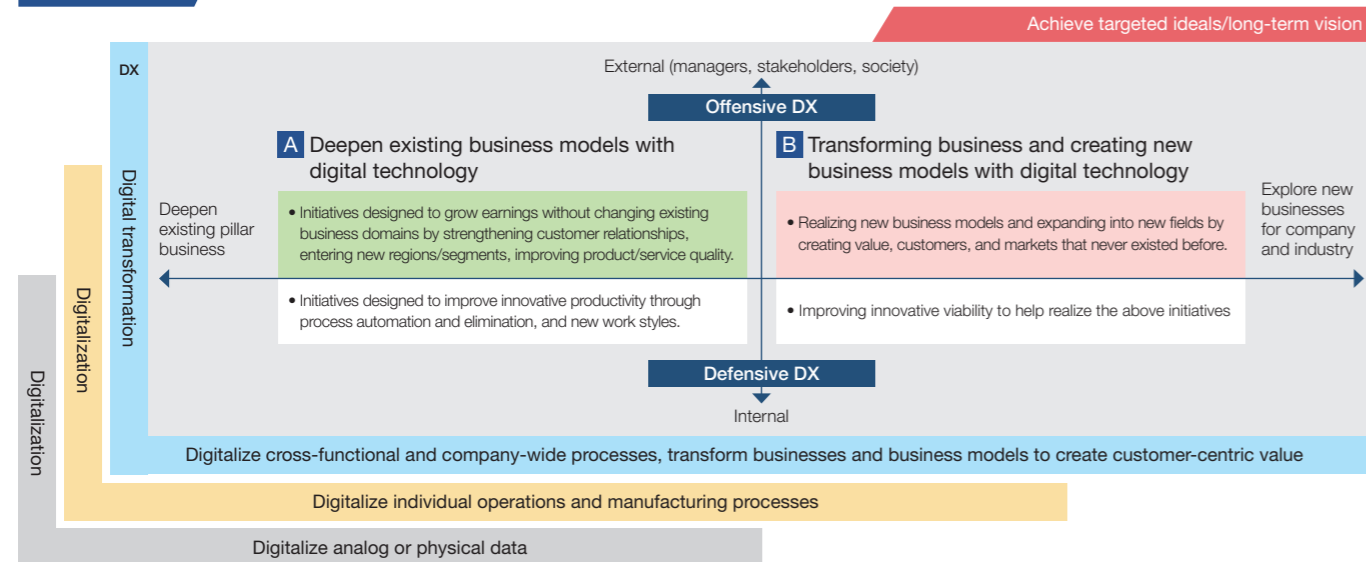 Achieve targeted ideals/long-term vision
DX
Digital transformation
External (managers, stakeholders, society)
Offensive DX
A Deepen existing business models with
digital technology
B Transforming business and creating new
business models with digital technology
Deepen
existing pillar
business
• Initiatives designed to grow earnings without changing existing
business domains by strengthening customer relationships,
entering new regions/segments, improving product/service quality.
• Realizing new business models and expanding into new fields by
creating value, customers, and markets that never existed before.
Explore new
businesses
for company
and industry
• Initiatives designed to improve innovative productivity through
process automation and elimination, and new work styles.
• Improving innovative viability to help realize the above initiatives
Defensive DX
Internal
Digitalize cross-functional and company-wide processes, transform businesses and business models to create customer-centric value
Digitalization
Digitalize individual operations and manufacturing processes
Digitalization
Digitalize analog or physical data